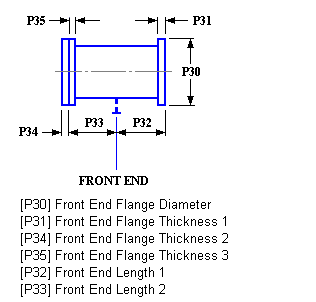 P35 P31
P30
P34 P33 P32
FRONT END
[P30] Front End Flange Diameter
[P31] Front End Flange Thickness 1
[P34] Front End Flange Thickness 2
[P35] Front End Flange Thickness 3
[P32] Front End Length 1
[P33] Front End Length 2